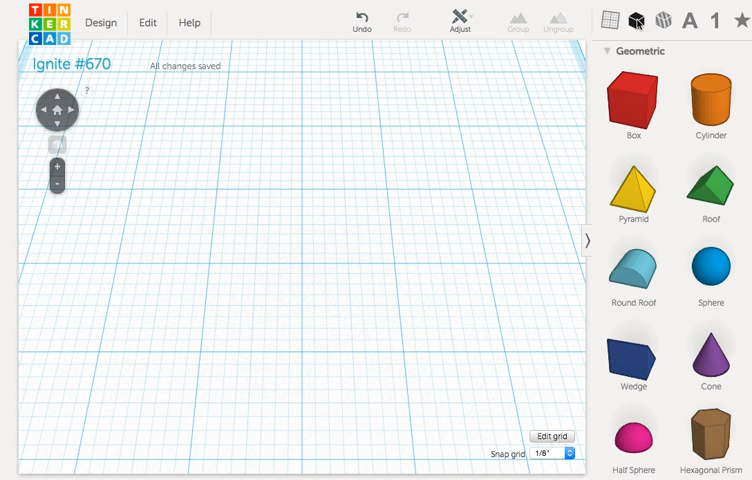 TIN
KER
CAD
Design Edit Help
Undo Redo Adjust Group Ungroup
A 1
Ignite #670
All changes saved
?
+
-
Geometric
Box Cylinder
Pyramid Roof
Round Roof Sphere
Wedge Cone
Half Sphere Hexagonal Prism
Edit grid
Snap grid 1/8"